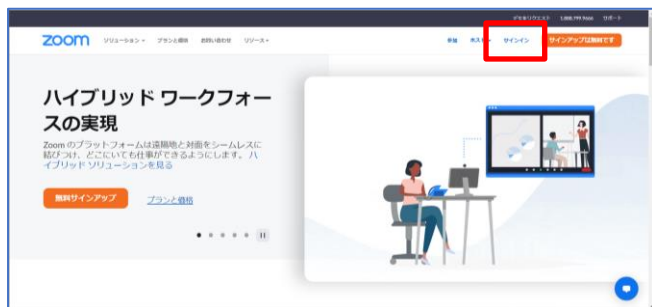 デモをリクエスト 1.888.799.9666 サポート
zoom ソリューション プランと価格 お問い合わせ リソース 参加 サインイン サインアップは無料です
ハイブリッド ワークフォー
スの実現
Zoom のプラットフォームは遠隔地と対面をシームレスに
結びつけ、どこにいても仕事ができるようにします。 ハ
イブリッド ソリューションを見る
無料サインアップ プランと価格